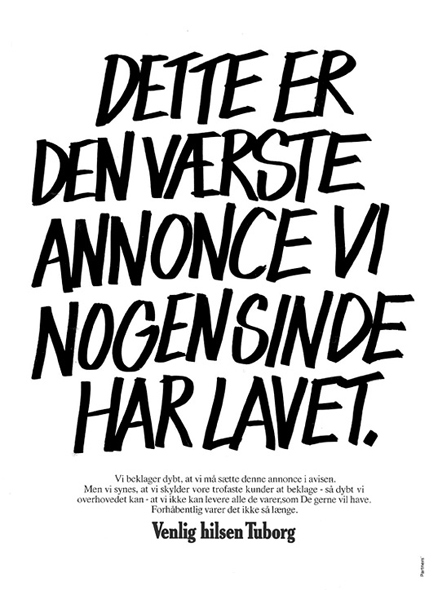 DETTE ER
DEN VÆRSTE
ANNONCE VI
NOGENSINDE
HAR LAVET.
Vi beklager dybt, at vi må sætte denne annonce i avisen.
Men vi synes, at vi skylder vore trofaste kunder at beklage - så dybt vi
overhovedet kan - at vi ikke kan levere alle de varer, som De gerne vil have.
Forhåbentlig varer det ikke så længe.
Venlig hilsen Tuborg
Partners'